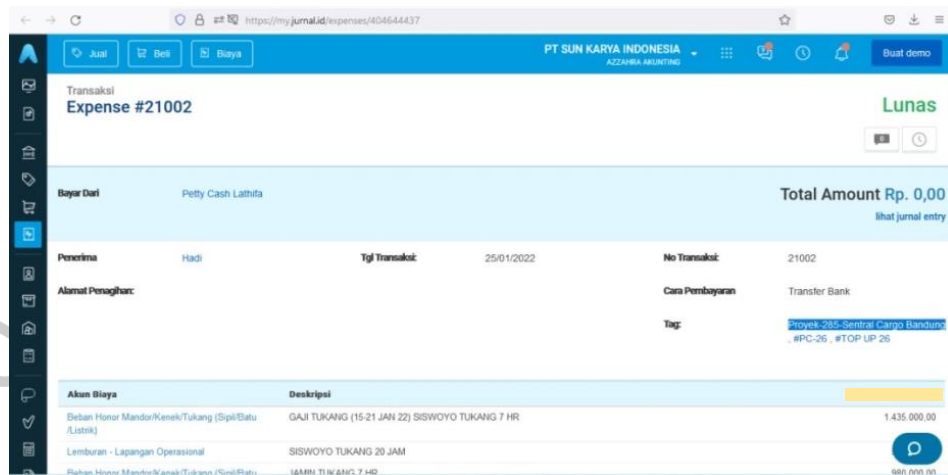 https://my.jurnal.id/expenses/404644437
Jual Beli Biaya PT SUN KARYA INDONESIA
AZZAHRA AKUNTING
Buat demo
Transaksi
Expense #21002
Lunas
Bayar Dari Petty Cash Lathifa Total Amount Rp. 0,00
lihat jurnal entry
Penerima Hadi Tgl Transaksi: 25/01/2022 No Transaksi: 21002
Alamat Penagihan: Cara Pembayaran Transfer Bank
Tag: Proyek-285-Sentral Cargo Bandung
, #PC-26 , #TOP UP 26
Akun Biaya Deskripsi
Beban Honor Mandor/Kenek/Tukang (Sipil/Batu GAJI TUKANG (15-21 JAN 22) SISWOYO TUKANG 7 HR 1.435.000,00
/Listrik)
Lemburan - Lapangan Operasional SISWOYO TUKANG 20 JAM
Beban Honor Mandor/Kenek/Tukang (Sipil/Batu JAMIN TUKANG 7 HR 980.000,00